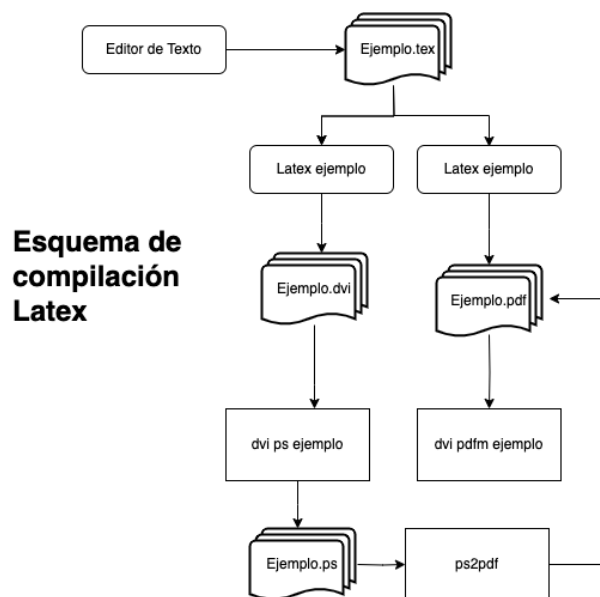 Editor de Texto
Ejemplo.tex
Latex ejemplo
Latex ejemplo
Esquema de
compilación
Latex
Ejemplo.dvi
Ejemplo.pdf
dvi ps ejemplo
dvi pdfm ejemplo
Ejemplo.ps
ps2pdf